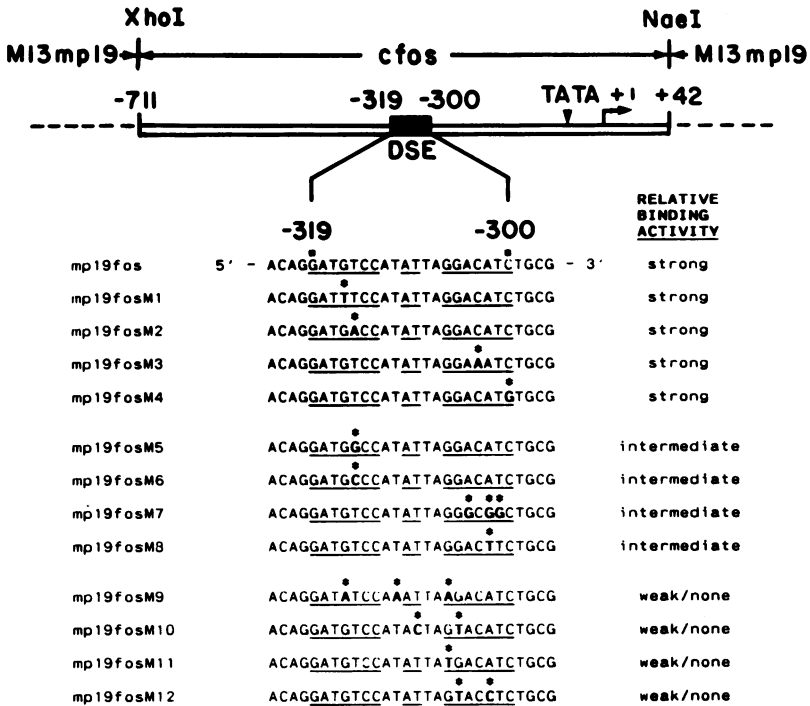 XhoI NaeI
M13mp19 cfos M13mp19
-711 -319 -300 TATA +1 +42
DSE
RELATIVE
BINDING
ACTIVITY
-319 -300
* *
mp19fos 5' - ACAGGATGTCCATATTAGGACATCTGCG - 3' strong
*
mp19fosM1 ACAGGATTTCCATATTAGGACATCTGCG strong
*
mp19fosM2 ACAGGATGACCATATTAGGACATCTGCG strong
*
mp19fosM3 ACAGGATGTCCATATTAGGAAATCTGCG strong
*
mp19fosM4 ACAGGATGTCCATATTAGGACATGTGCG strong
*
mp19fosM5 ACAGGATGGCCATATTAGGACATCTGCG intermediate
*
mp19fosM6 ACAGGATGCCCATATTAGGACATCTGCG intermediate
* **
mp19fosM7 ACAGGATGTCCATATTAGGGCGGCTGCG intermediate
*
mp19fosM8 ACAGGATGTCCATATTAGGACTTCTGCG intermediate
* * *
mp19fosM9 ACAGGATATCCAAATTAAGACATCTGCG weak/none
* *
mp19fosM10 ACAGGATGTCCATACTAGTACATCTGCG weak/none
*
mp19fosM11 ACAGGATGTCCATATTATGACATCTGCG weak/none
* *
mp19fosM12 ACAGGATGTCCATATTAGTACCTCTGCG weak/none